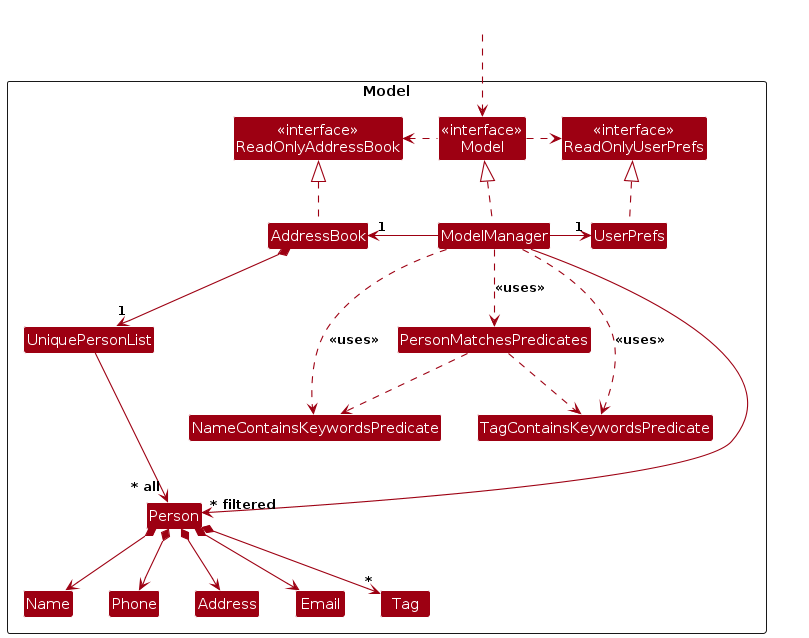 Model
«interface»
ReadOnlyAddressBook
«interface»
Model
«interface»
ReadOnlyUserPrefs
AddressBook
1
ModelManager
1
UserPrefs
«uses»
1
UniquePersonList
«uses»
PersonMatchesPredicates
«uses»
NameContainsKeywordsPredicate
TagContainsKeywordsPredicate
* all
* filtered
Person
*
Name
Phone
Address
Email
Tag